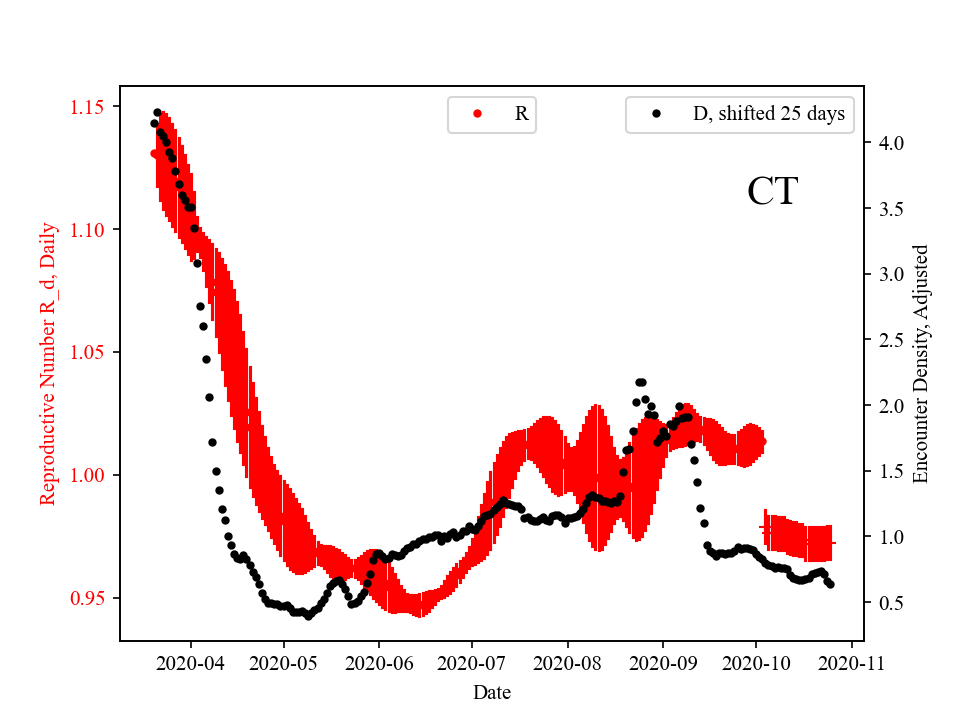 R
D, shifted 25 days
CT
Reproductive Number R_d, Daily
1.15
1.10
1.05
1.00
0.95
4.0
3.5
3.0
2.5
2.0
1.5
1.0
0.5
Encounter Density, Adjusted
2020-04 2020-05 2020-06 2020-07 2020-08 2020-09 2020-10 2020-11
Date